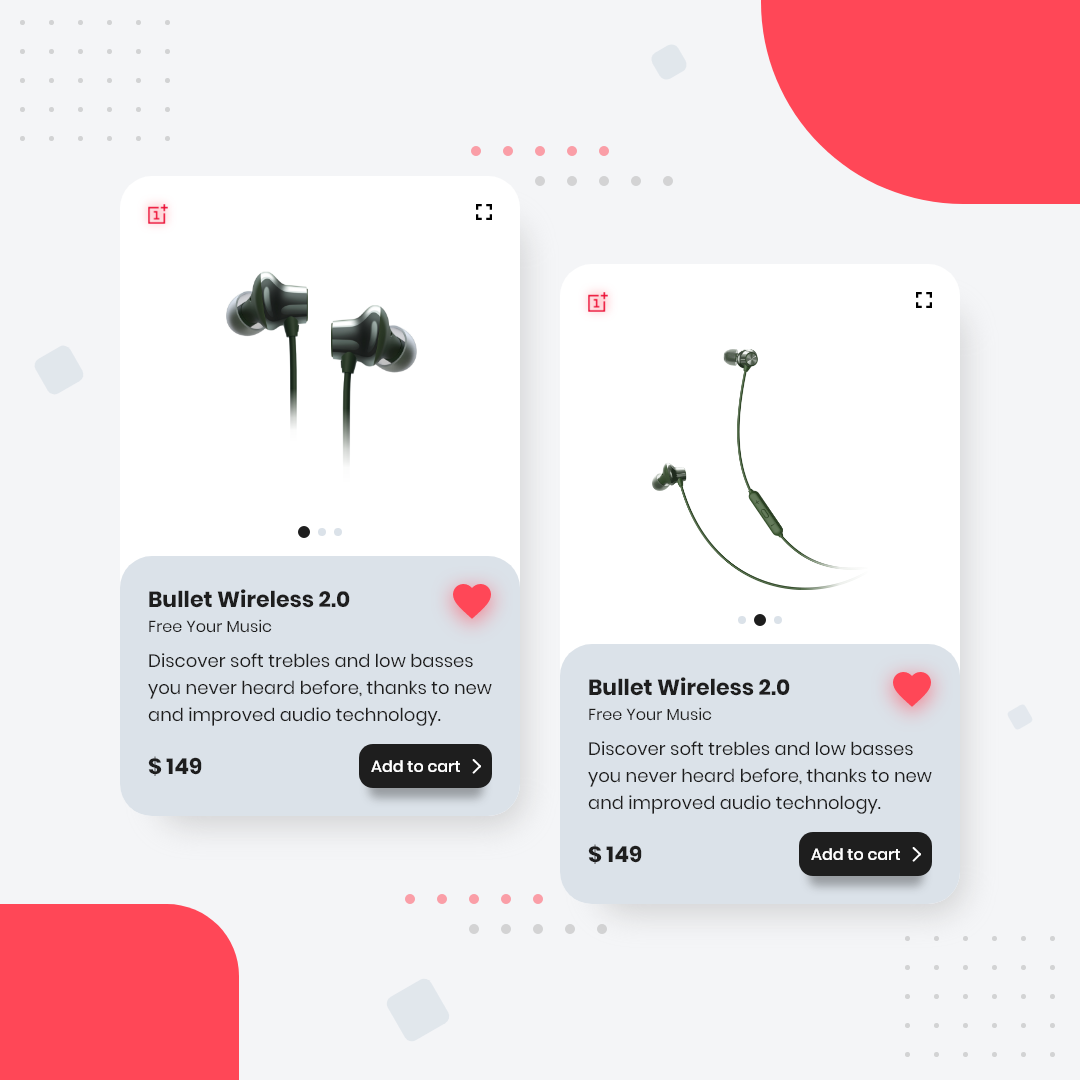 1+
Bullet Wireless 2.0
Free Your Music
Discover soft trebles and low basses
you never heard before, thanks to new
and improved audio technology.
$ 149
Add to cart
1+
Bullet Wireless 2.0
Free Your Music
Discover soft trebles and low basses
you never heard before, thanks to new
and improved audio technology.
$ 149
Add to cart